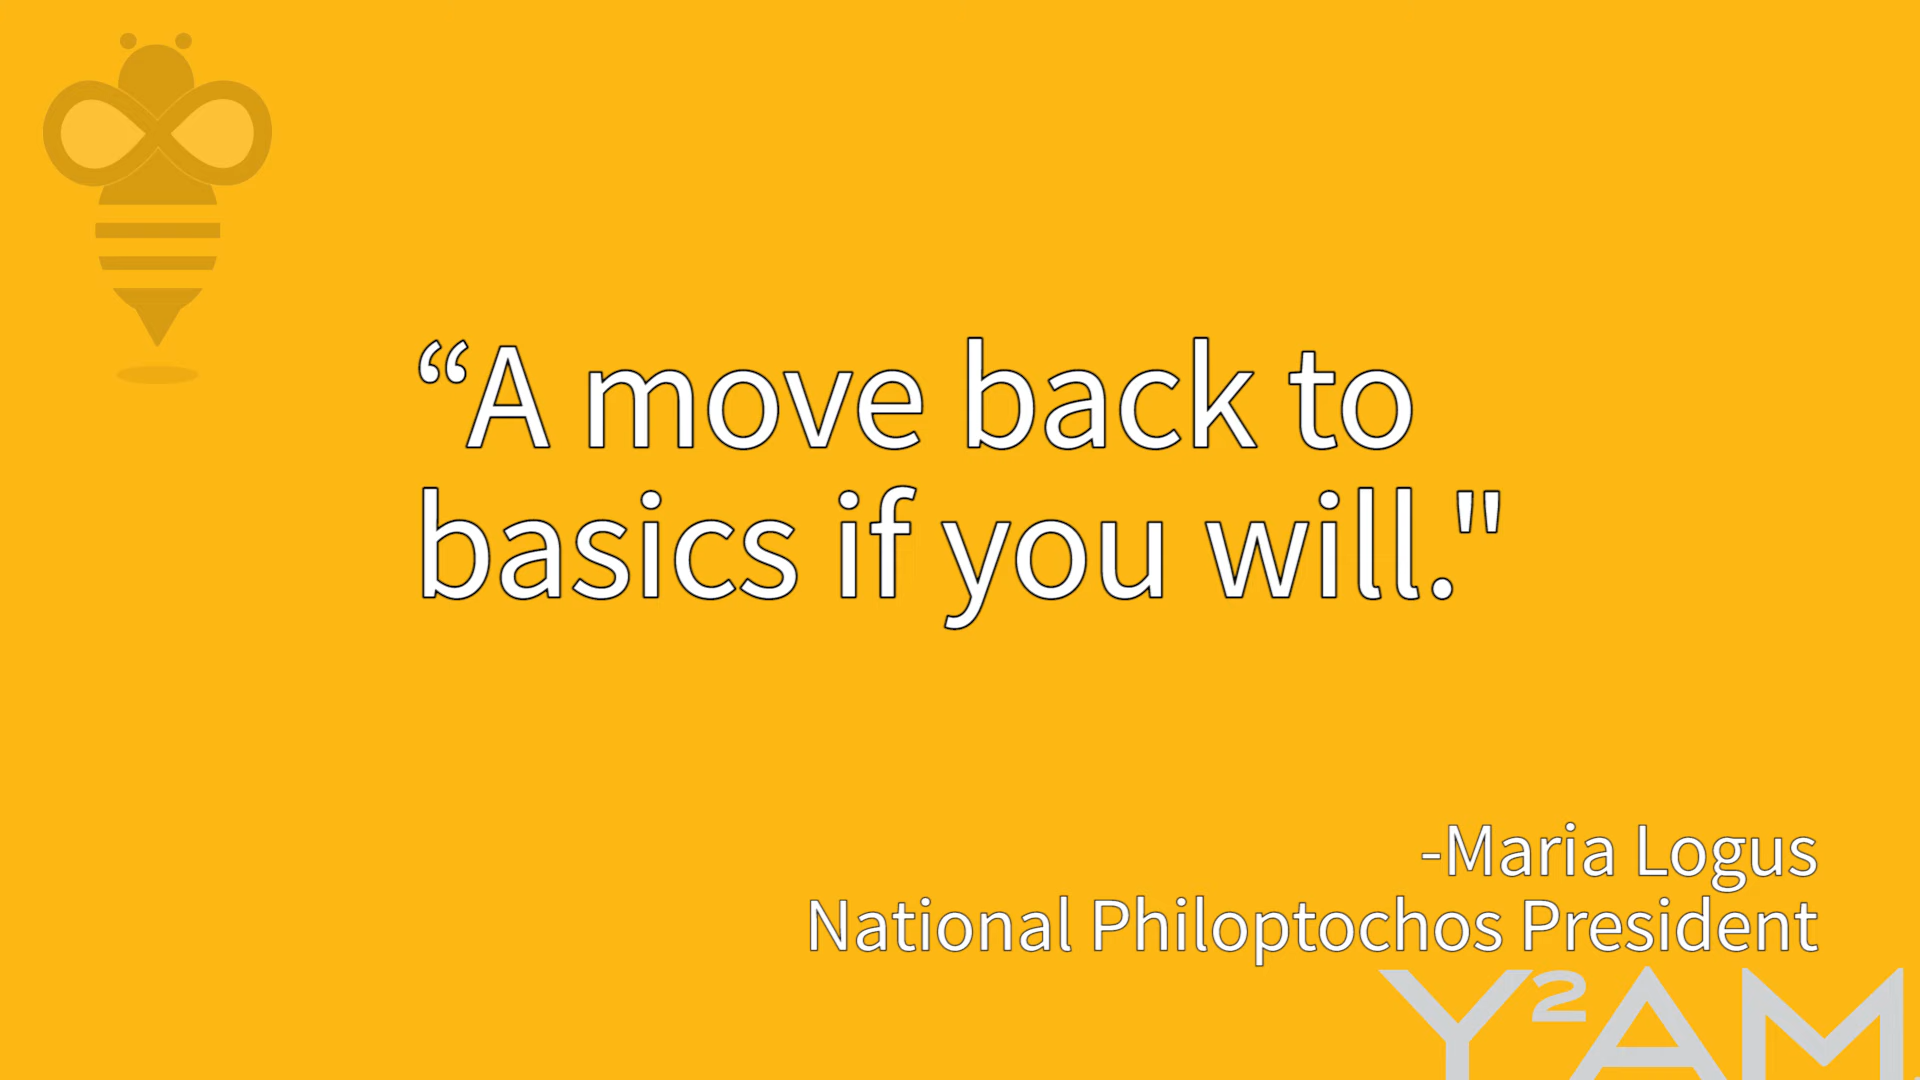 “A move back to
basics if you will."
-Maria Logus
National Philoptochos President
Y²AM